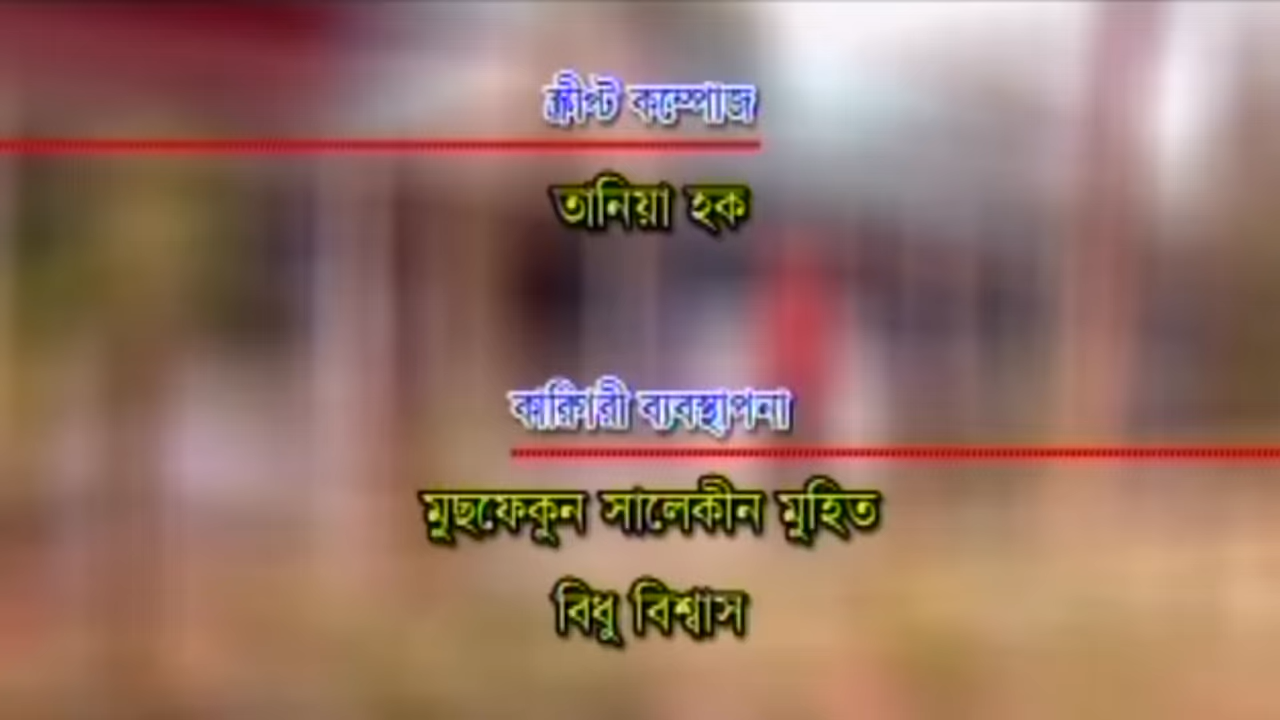 স্ক্রীপ্ট কম্পোজ
তানিয়া হক
কারিগরী ব্যবস্থাপনা
মুছফেকুন সালেকীন মুহিত
বিধু বিশ্বাস